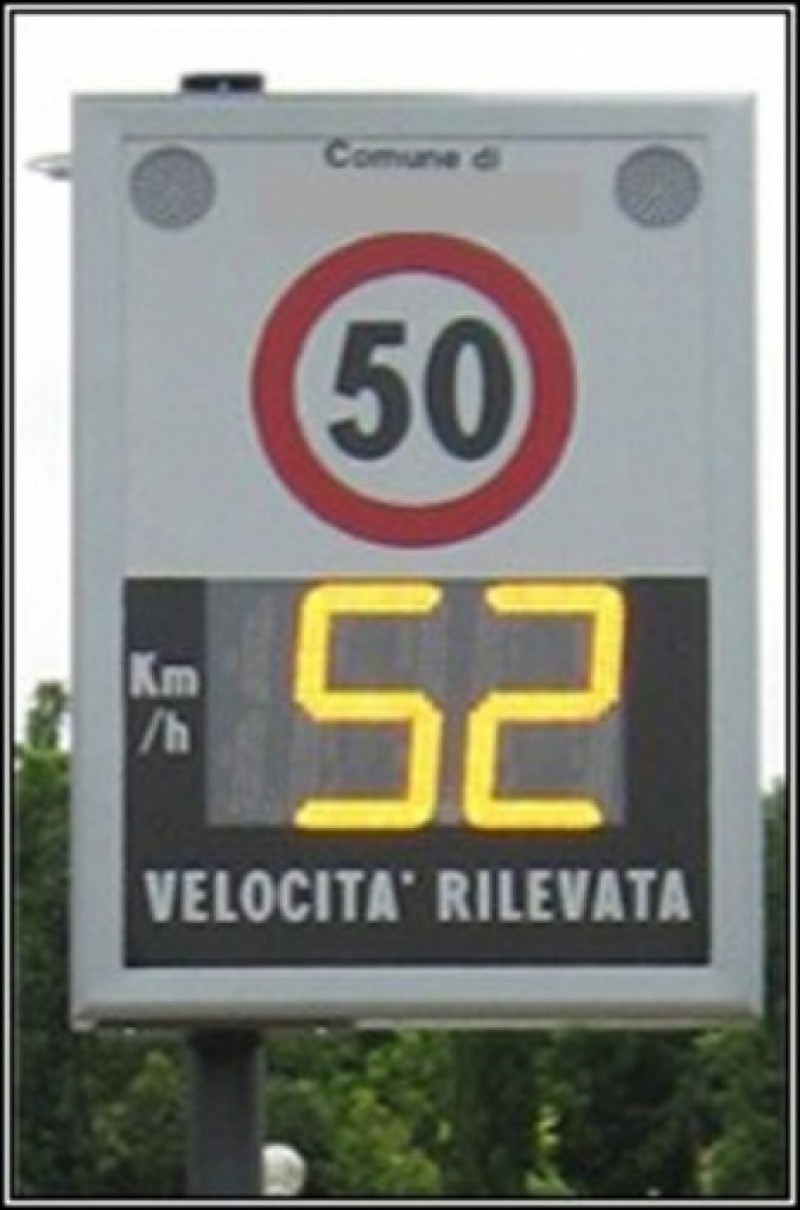 Comune di
50
52
Km
/h
VELOCITA' RILEVATA